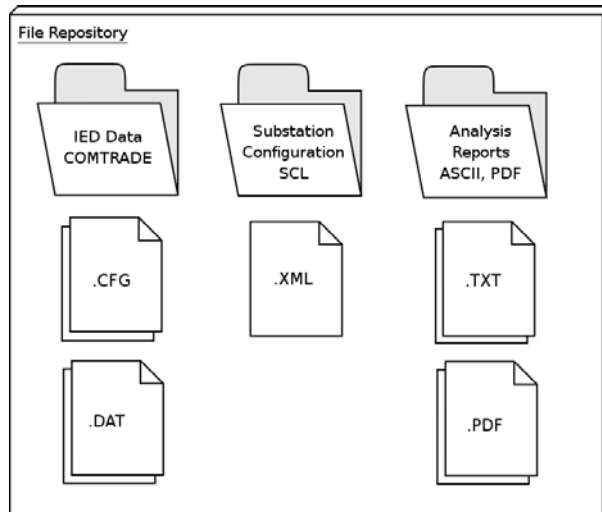 File Repository
IED Data
COMTRADE
Substation
Configuration
SCL
Analysis
Reports
ASCII, PDF
.CFG
.XML
.TXT
.DAT
.PDF